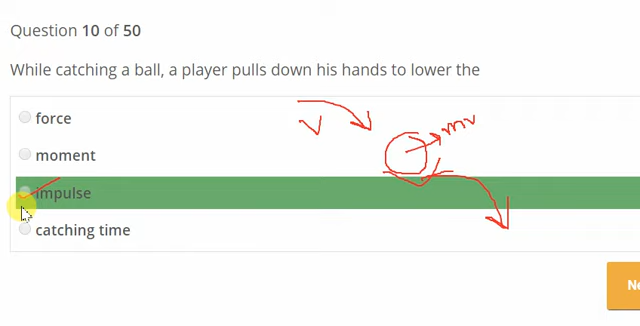 Question 10 of 50
While catching a ball, a player pulls down his hands to lower the
force
moment
impulse
catching time
V
mv
Ne